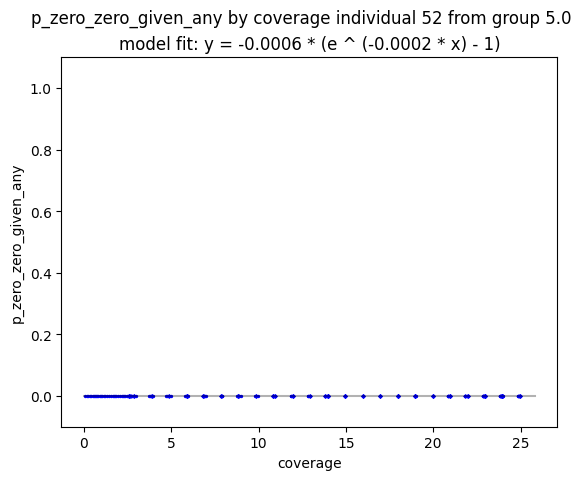 p_zero_zero_given_any by coverage individual 52 from group 5.0
model fit: y = -0.0006 * (e ^ (-0.0002 * x) - 1)
1.0
0.8
0.6
0.4
0.2
0.0
p_zero_zero_given_any
0 5 10 15 20 25
coverage